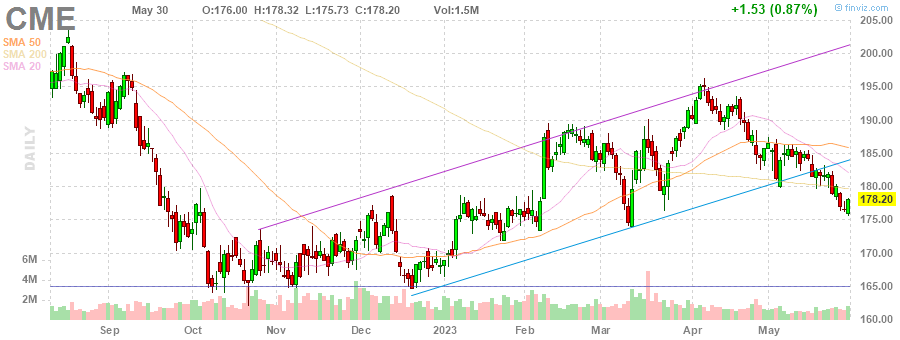 CME May 30 O:176.00 H:178.32 L:175.73 C:178.20 Vol:1.5M +1.53 (0.87%) © finviz.com
SMA 50
SMA 200
SMA 20
DAILY
205.00
200.00
195.00
190.00
185.00
180.00
178.20
175.00
170.00
165.00
160.00
6M
4M
2M
Sep Oct Nov Dec 2023 Feb Mar Apr May